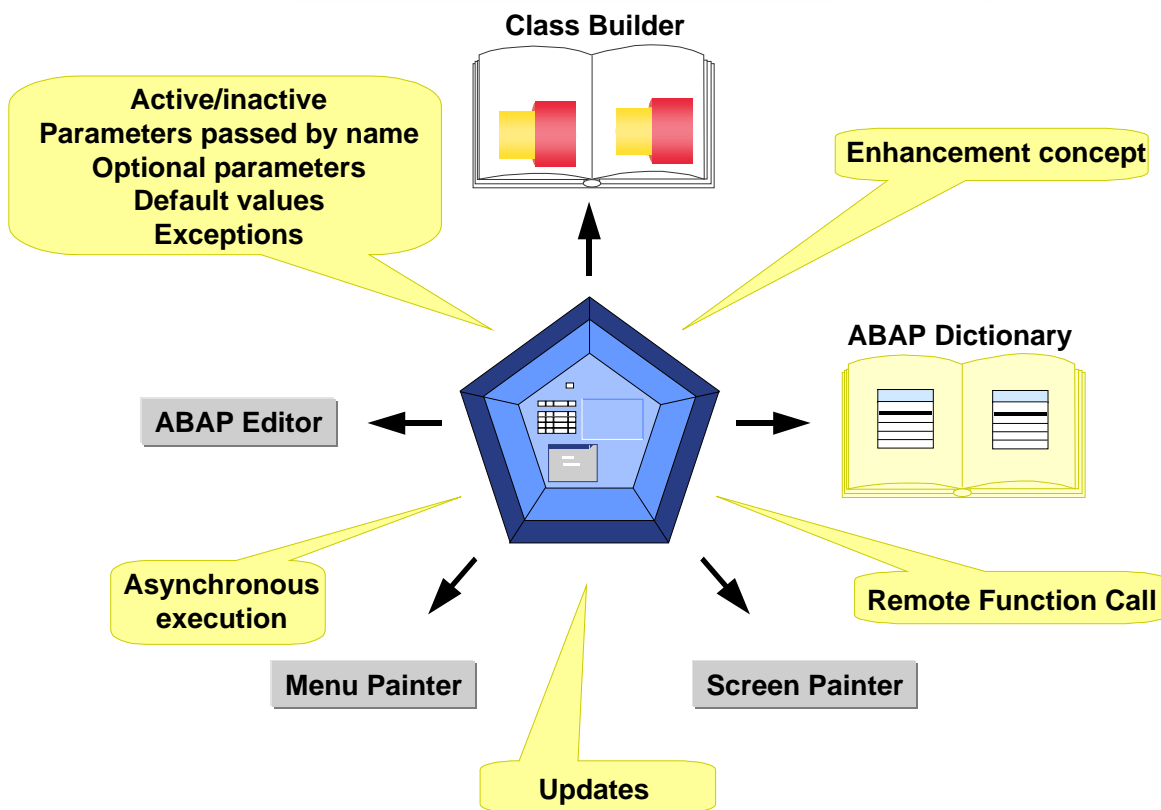 Class Builder
Active/inactive
Parameters passed by name
Optional parameters
Default values
Exceptions
Enhancement concept
ABAP Dictionary
ABAP Editor
Asynchronous
execution
Remote Function Call
Menu Painter
Screen Painter
Updates